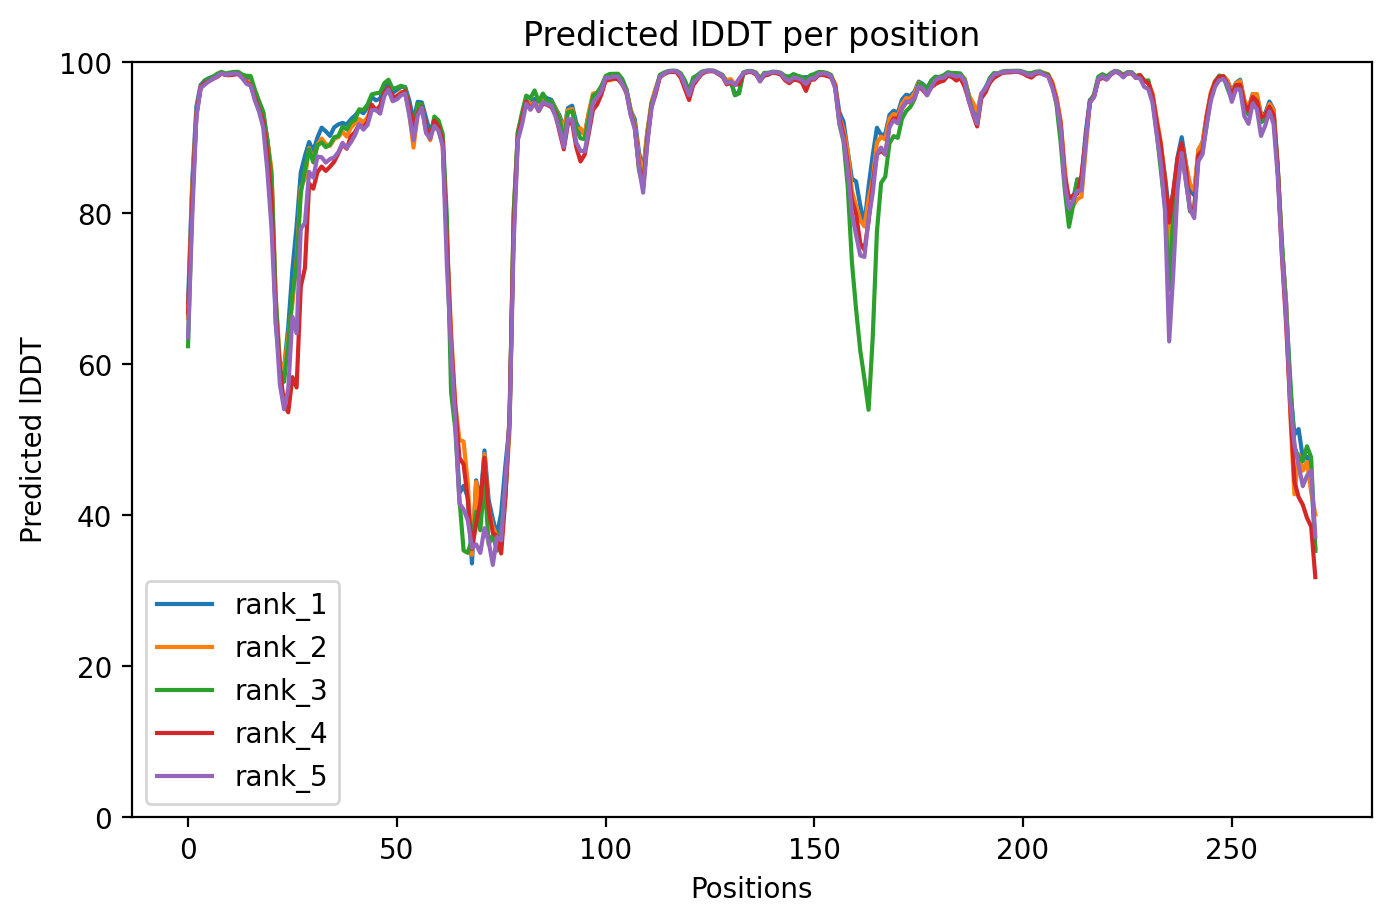 Predicted lDDT per position
100
80
60
40
20
0
Predicted lDDT
rank_1
rank_2
rank_3
rank_4
rank_5
0 50 100 150 200 250
Positions